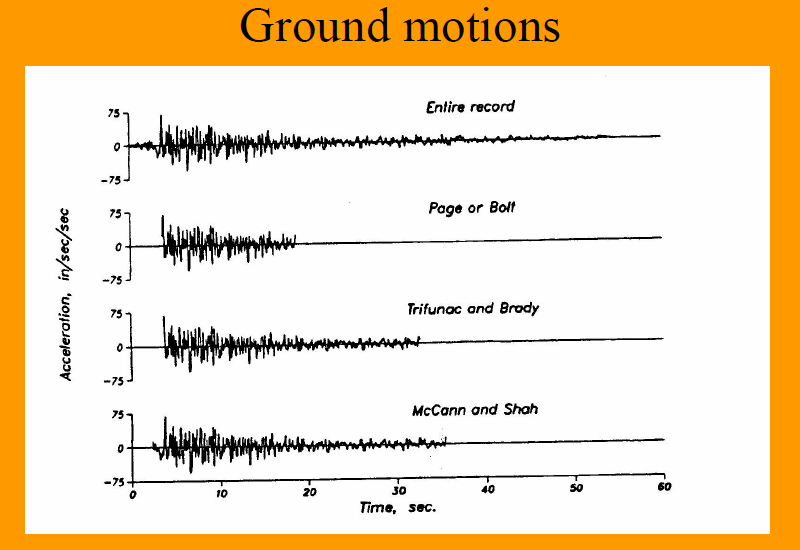 Ground motions
Entire record
75
0
-75
Page or Bolt
75
0
-75
Acceleration, in/sec/sec
Trifunac and Brady
75
0
-75
McCann and Shah
75
0
-75
0 10 20 30 40 50 60
Time, sec.